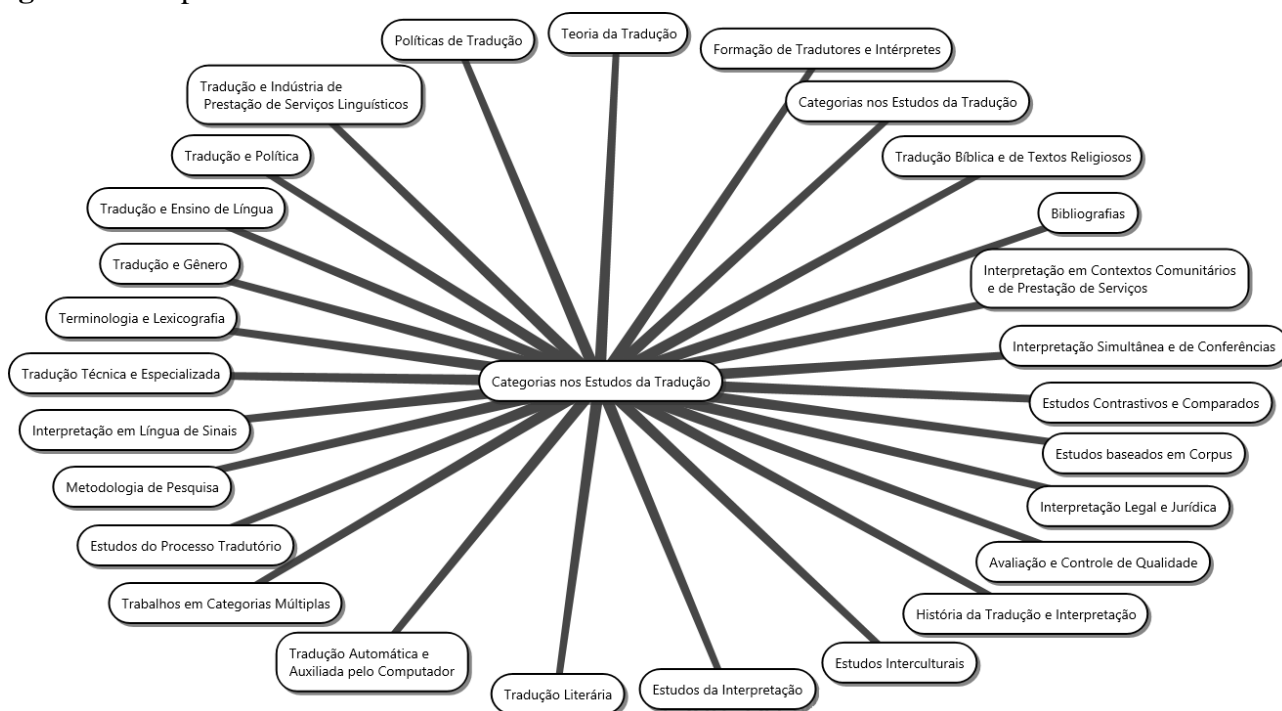 Políticas de Tradução
Teoria da Tradução
Formação de Tradutores e Intérpretes
Tradução e Indústria de
Prestação de Serviços Linguísticos
Categorias nos Estudos da Tradução
Tradução e Política
Tradução Bíblica e de Textos Religiosos
Tradução e Ensino de Língua
Bibliografias
Tradução e Gênero
Interpretação em Contextos Comunitários
e de Prestação de Serviços
Terminologia e Lexicografia
Interpretação Simultânea e de Conferências
Tradução Técnica e Especializada
Categorias nos Estudos da Tradução
Estudos Contrastivos e Comparados
Interpretação em Língua de Sinais
Estudos baseados em Corpus
Metodologia de Pesquisa
Interpretação Legal e Jurídica
Estudos do Processo Tradutório
Avaliação e Controle de Qualidade
Trabalhos em Categorias Múltiplas
História da Tradução e Interpretação
Tradução Automática e
Auxiliada pelo Computador
Estudos Interculturais
Tradução Literária
Estudos da Interpretação